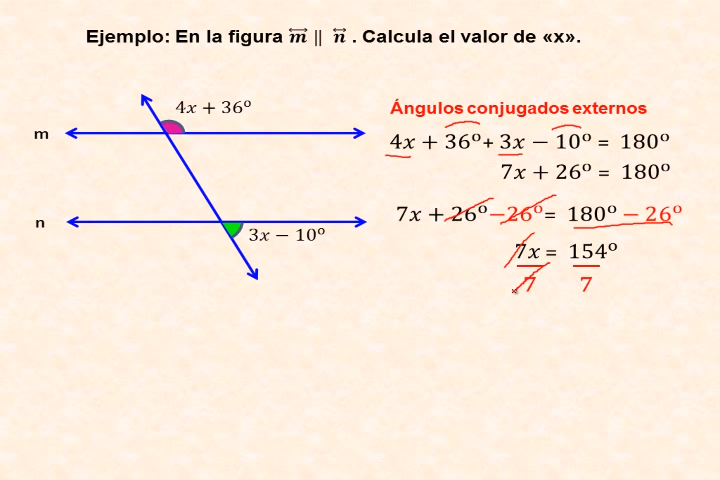 Ejemplo: En la figura m || n . Calcula el valor de «x».
4x + 36º
m
n
3x − 10º
Ángulos conjugados externos
4x + 36º + 3x − 10º = 180º
7x + 26º = 180º
7x + 26º − 26º = 180º − 26º
7x = 154º
7 7